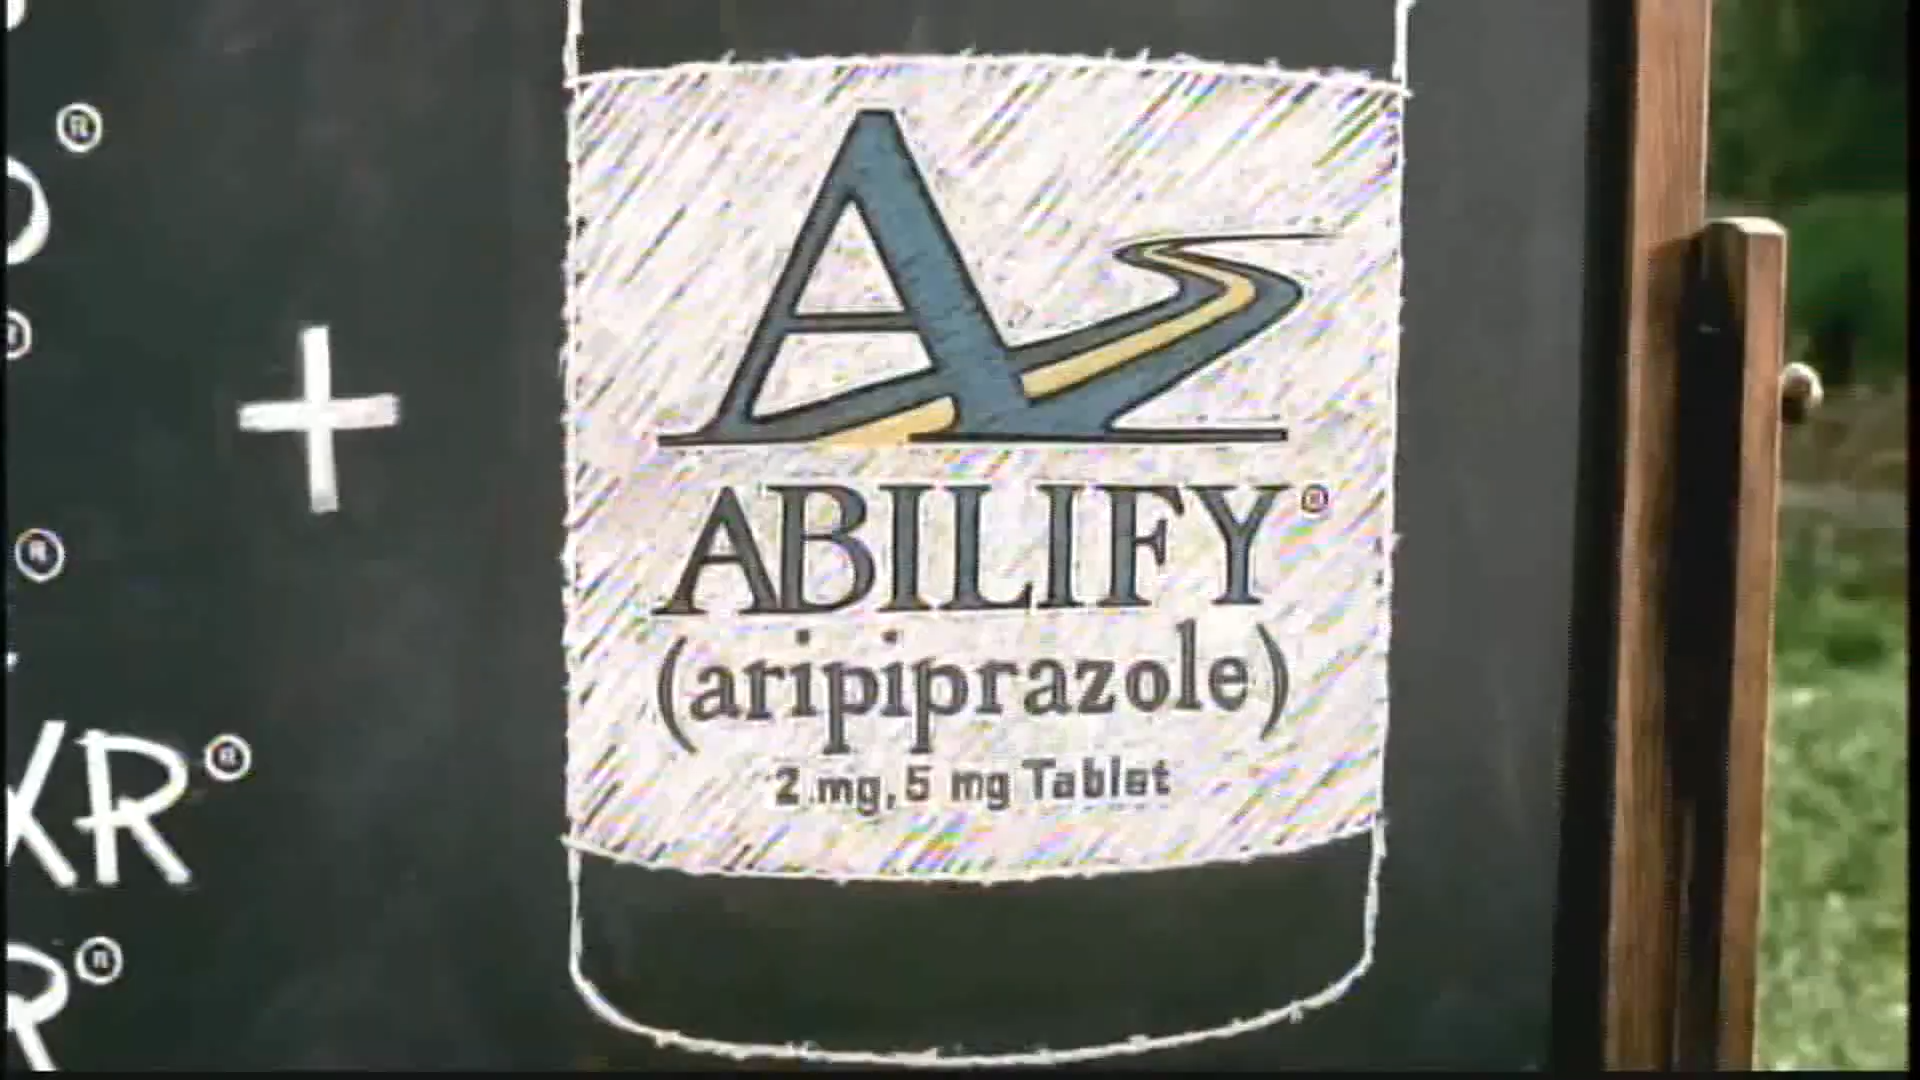 +
ABILIFY®
(aripiprazole)
2 mg, 5 mg Tablet
XR®
R®